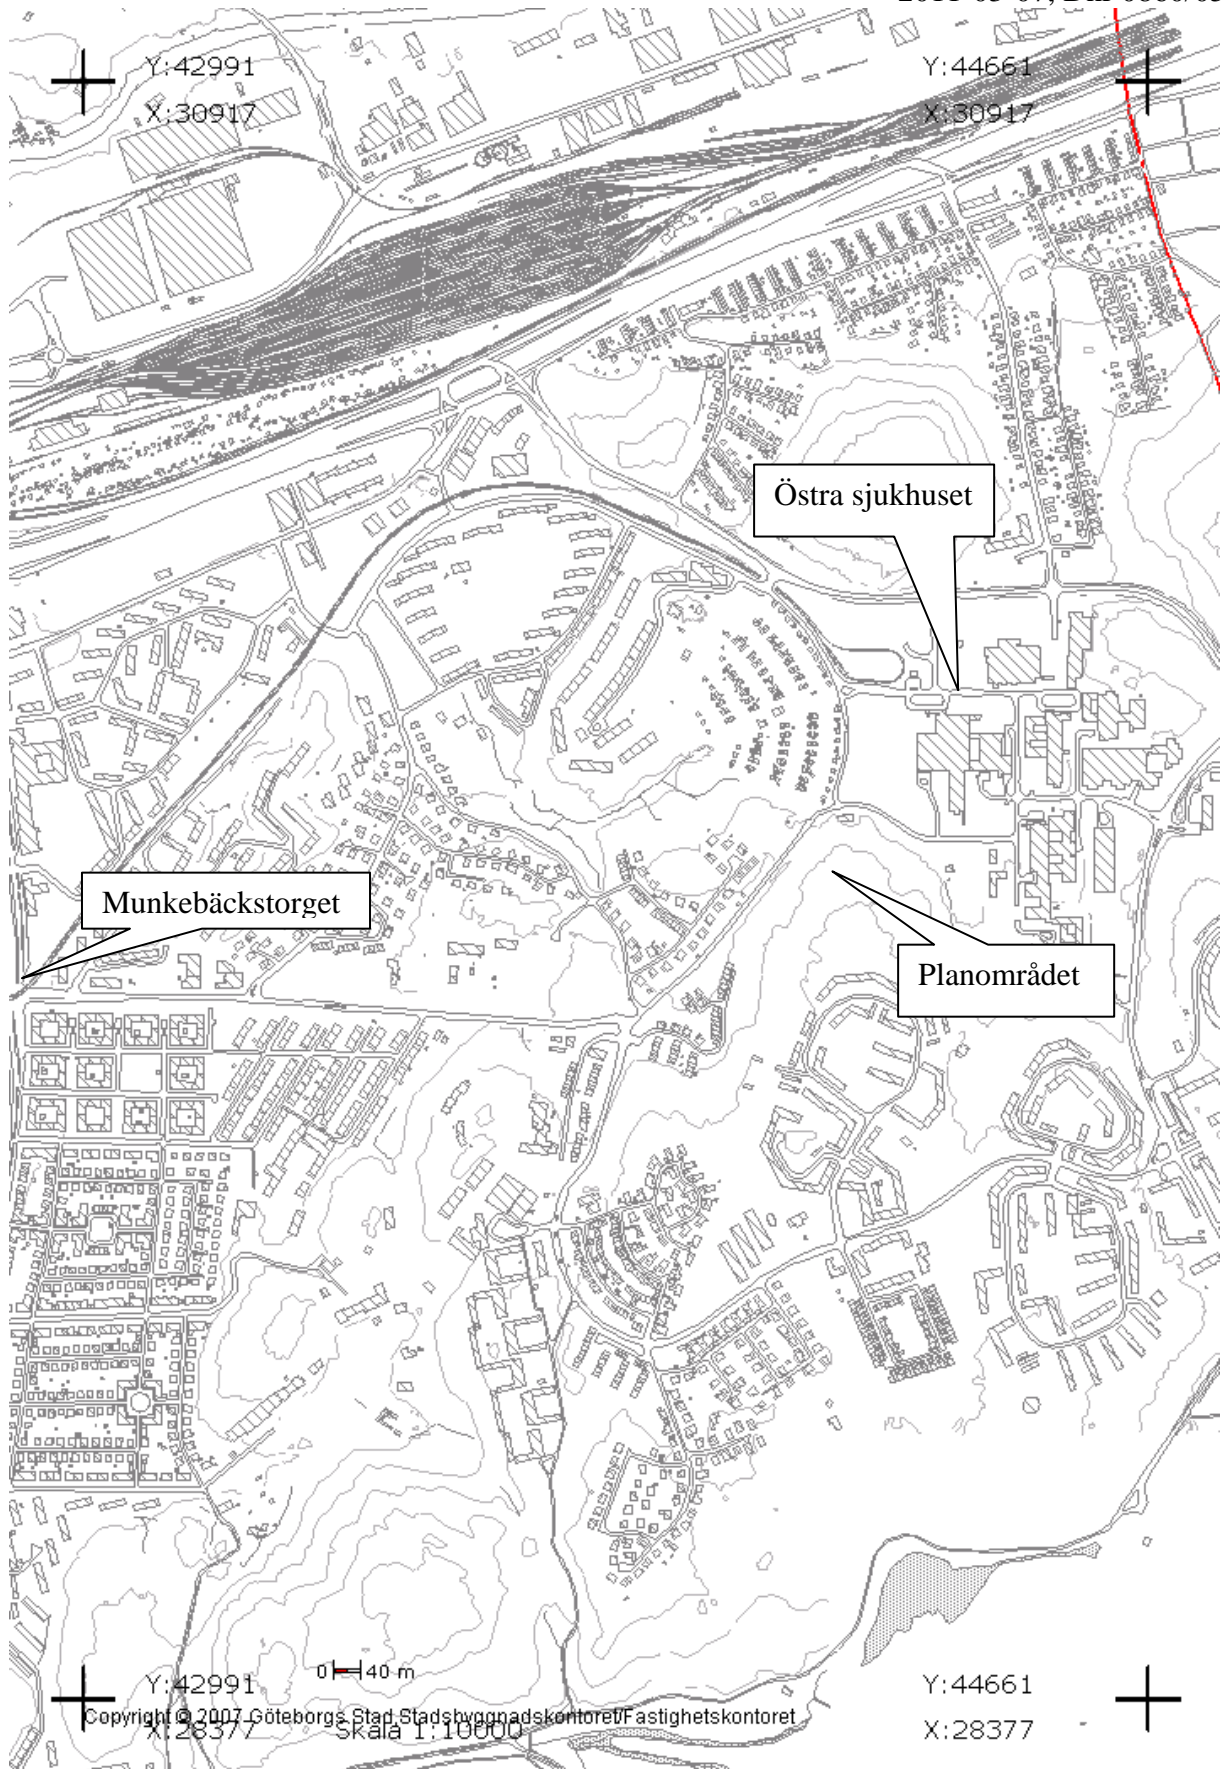 Y:42991
X:30917
Y:44661
X:30917
Östra sjukhuset
Munkebäckstorget
Planområdet
0 40 m
Y:42991
X:28377
Y:44661
X:28377
Copyright © 2007 Göteborgs Stad Stadsbyggnadskontoret/Fastighetskontoret
Skala 1:10000